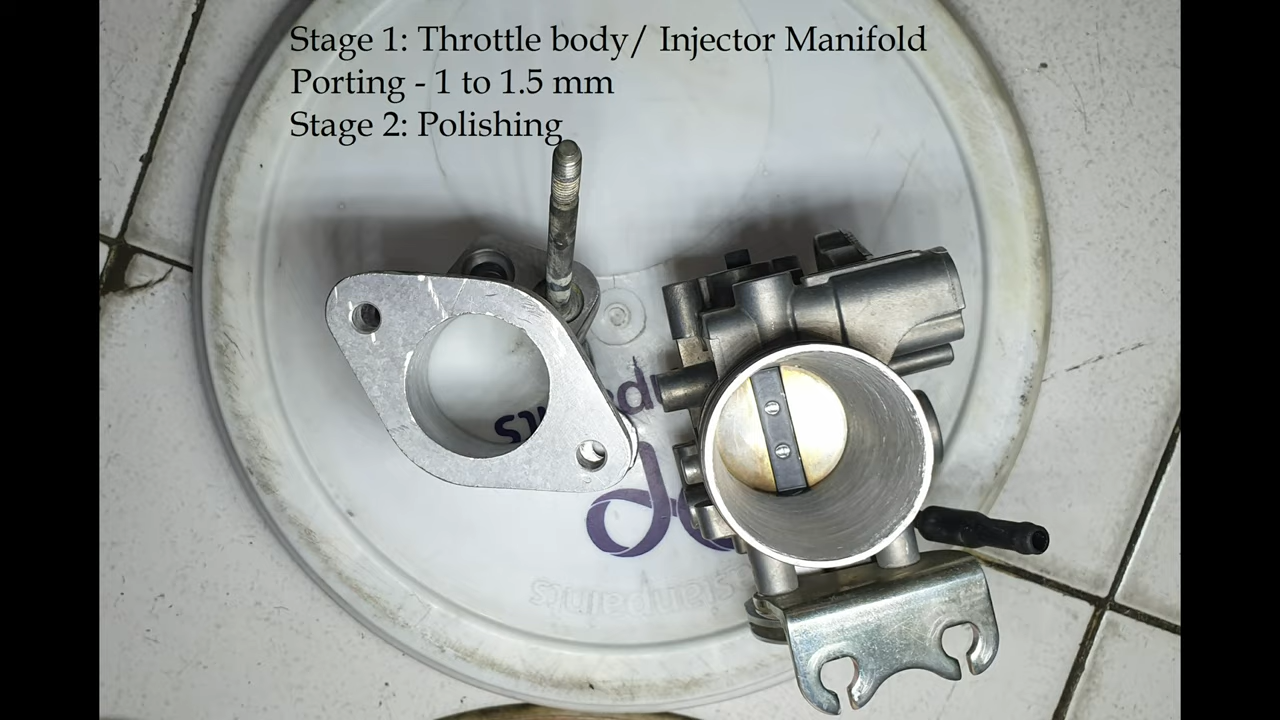 Stage 1: Throttle body/ Injector Manifold
Porting - 1 to 1.5 mm
Stage 2: Polishing